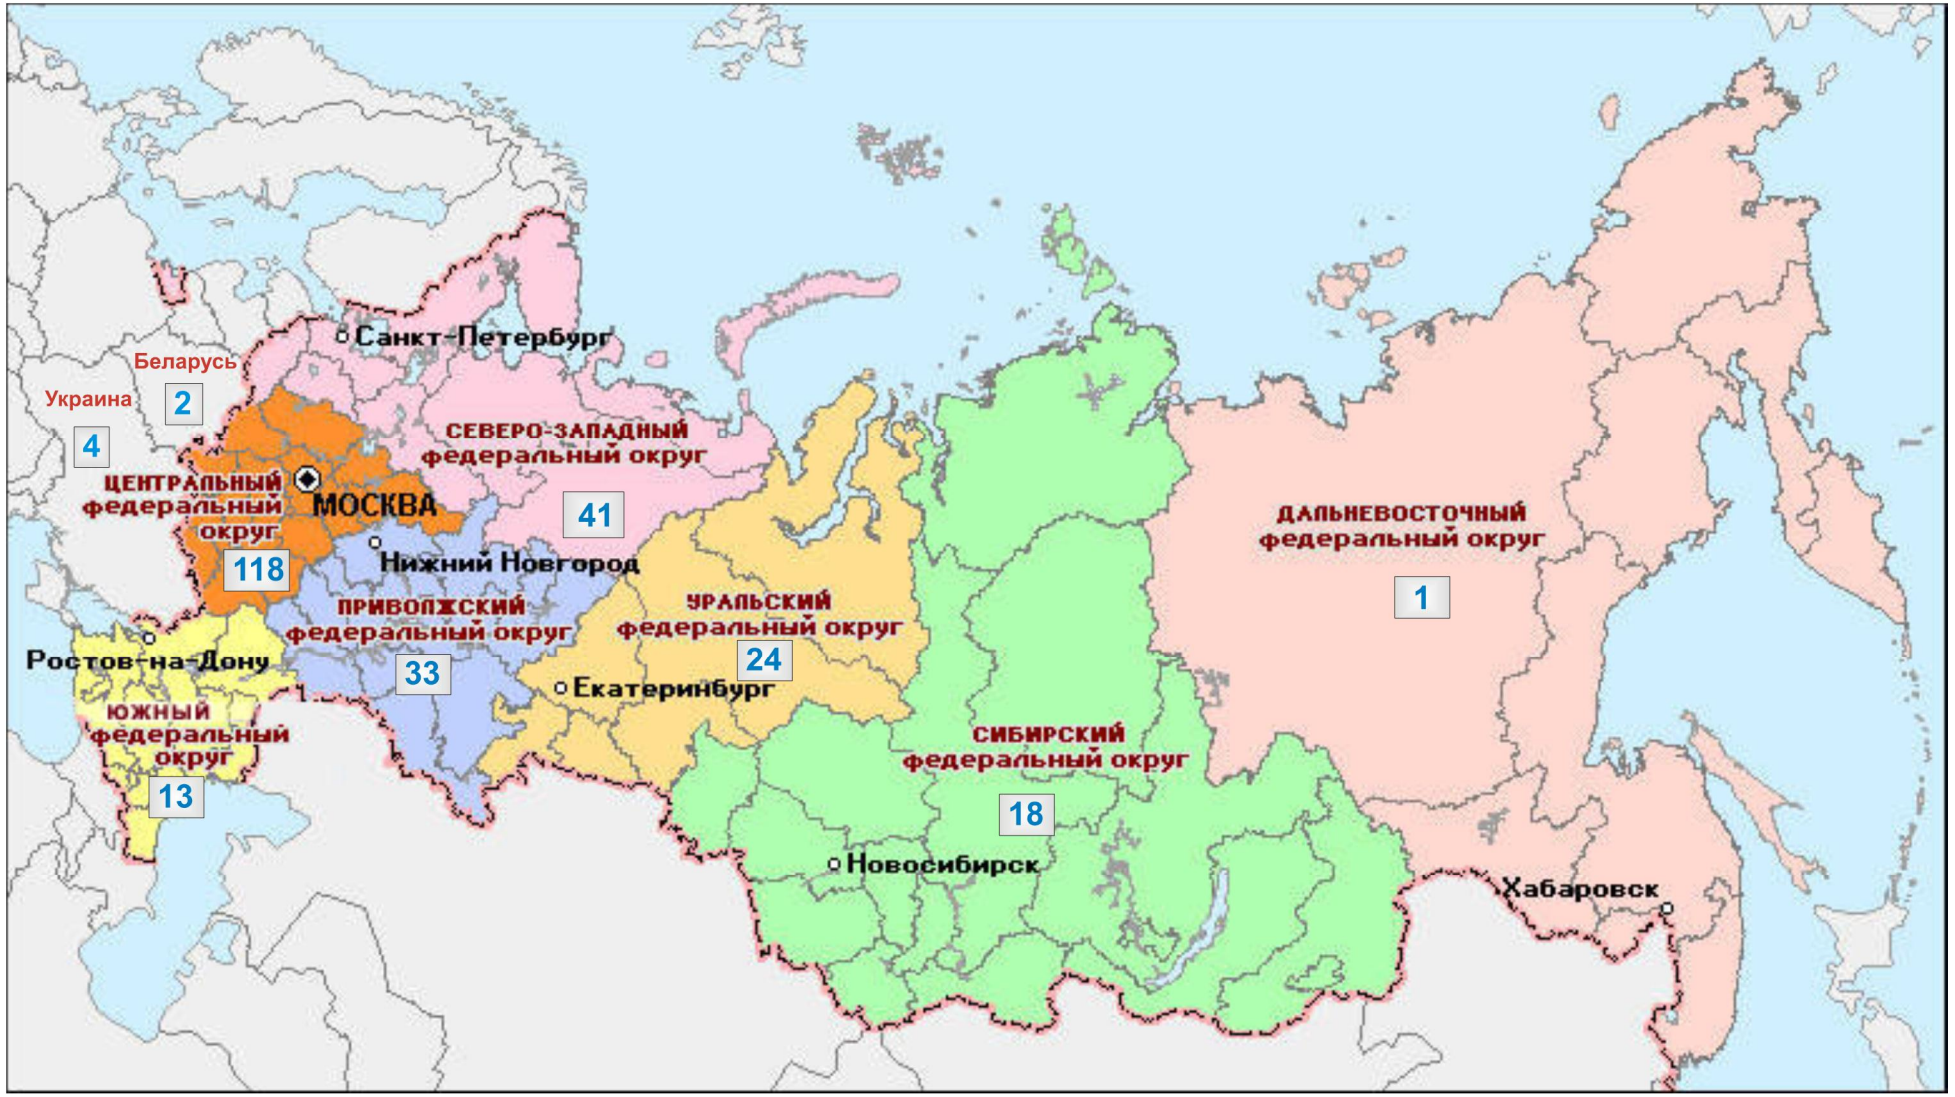 Санкт-Петербург
Беларусь
2
Украина
4
СЕВЕРО-ЗАПАДНЫЙ
федеральный округ
41
ЦЕНТРАЛЬНЫЙ
федеральный
округ
118
МОСКВА
Нижний Новгород
ПРИВОЛЖСКИЙ
федеральный округ
33
УРАЛЬСКИЙ
федеральный округ
24
Екатеринбург
ДАЛЬНЕВОСТОЧНЫЙ
федеральный округ
1
Ростов-на-Дону
ЮЖНЫЙ
федеральный
округ
13
СИБИРСКИЙ
федеральный округ
18
Новосибирск
Хабаровск